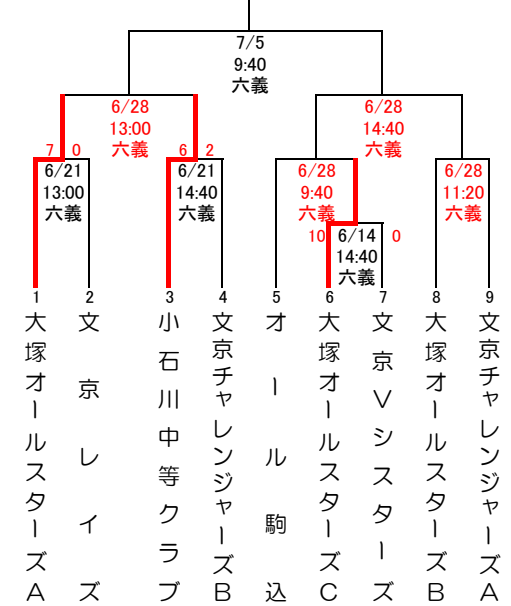 7/5
9:40
六義
6/28
13:00
六義
6/28
14:40
六義
7 0
6/21
13:00
六義
6 2
6/21
14:40
六義
6/28
9:40
六義
6/28
11:20
六義
10 6/14 0
14:40
六義
1 2 3 4 5 6 7 8 9
大塚オールスターズA
文京レイズ
小石川中等クラブ
文京チャレンジャーズB
オール駒込
大塚オールスターズC
文京Vシスターズ
大塚オールスターズB
文京チャレンジャーズA